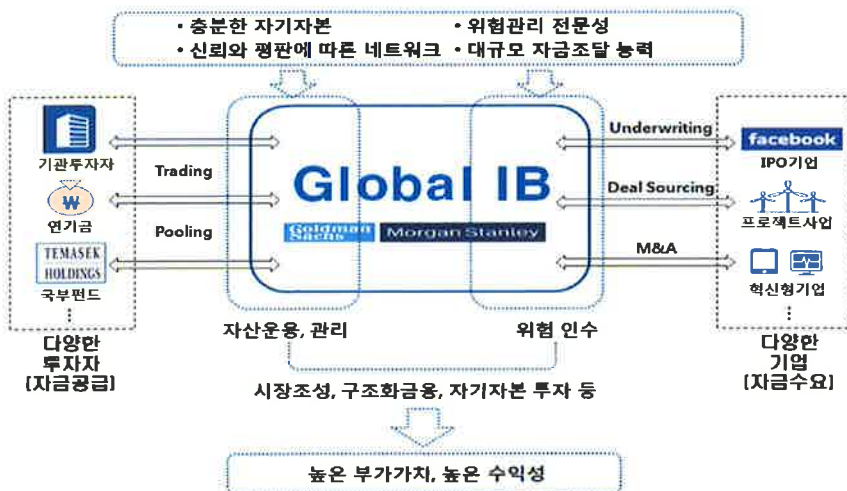 • 충분한 자기자본 • 위험관리 전문성
• 신뢰와 평판에 따른 네트워크 • 대규모 자금조달 능력
기관투자자
Trading
₩
연기금
Pooling
TEMASEK
HOLDINGS
국부펀드
⋮
다양한
투자자
[자금공급]
Global IB
Goldman
Sachs
Morgan Stanley
자산운용, 관리
위험 인수
Underwriting
facebook
IPO기업
Deal Sourcing
프로젝트사업
M&A
혁신형기업
⋮
다양한
기업
[자금수요]
시장조성, 구조화금융, 자기자본 투자 등
높은 부가가치, 높은 수익성